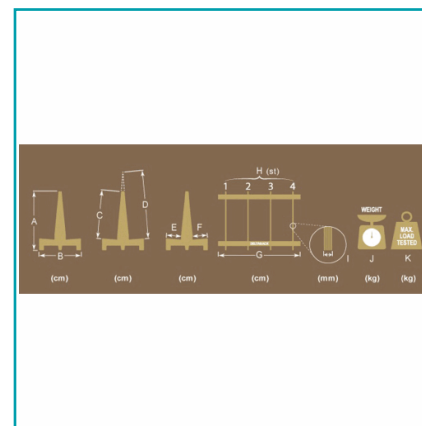 H (st)
1 2 3 4
A
B
C
D
E
F
G
I
WEIGHT
J
MAX.
LOAD
TESTED
K
(cm) (cm) (cm) (cm) (mm) (kg) (kg)